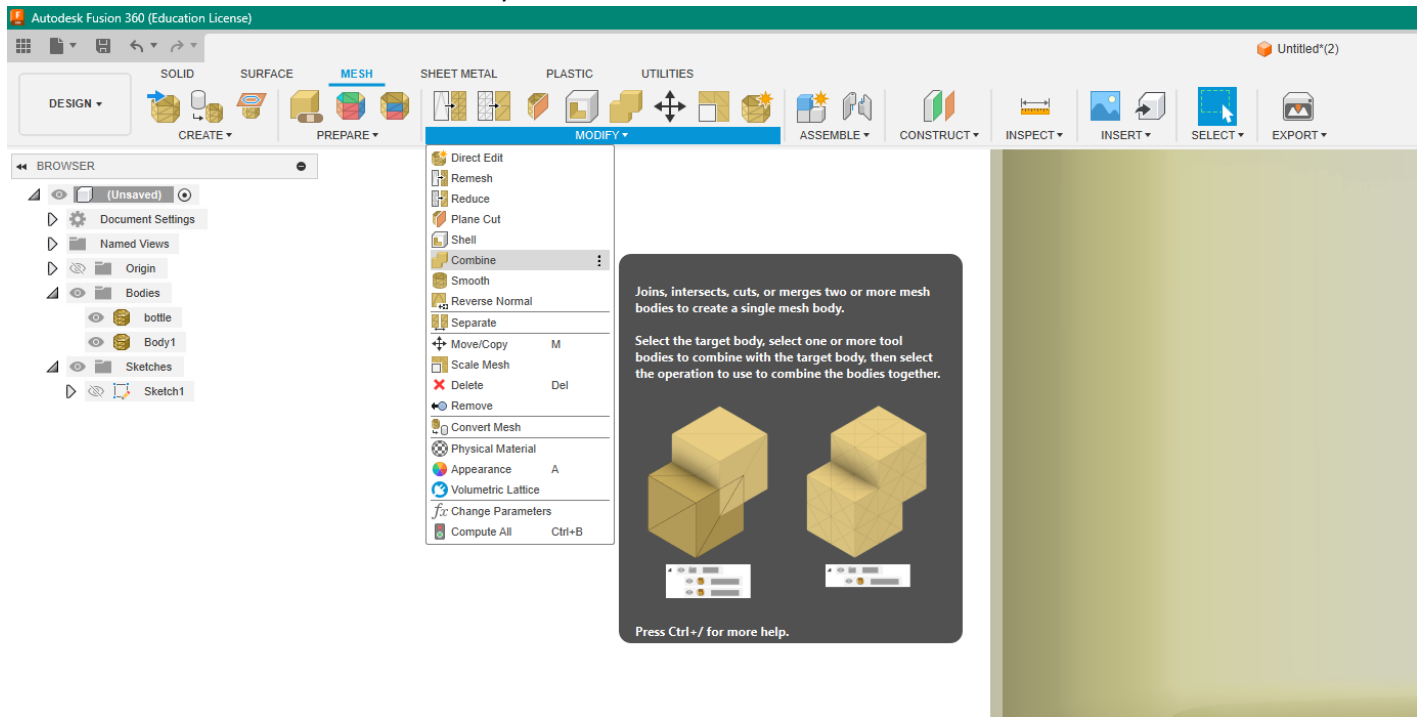 Autodesk Fusion 360 (Education License)
Untitled*(2)
SOLID SURFACE MESH SHEET METAL PLASTIC UTILITIES
DESIGN
CREATE PREPARE MODIFY ASSEMBLE CONSTRUCT INSPECT INSERT SELECT EXPORT
BROWSER
(Unsaved)
Document Settings
Named Views
Origin
Bodies
bottle
Body1
Sketches
Sketch1
Direct Edit
Remesh
Reduce
Plane Cut
Shell
Combine
Smooth
Reverse Normal
Separate
Move/Copy M
Scale Mesh
Delete Del
Remove
Convert Mesh
Physical Material
Appearance A
Volumetric Lattice
fx Change Parameters
Compute All Ctrl+B
Joins, intersects, cuts, or merges two or more mesh
bodies to create a single mesh body.
Select the target body, select one or more tool
bodies to combine with the target body, then select
the operation to use to combine the bodies together.
Press Ctrl+/ for more help.